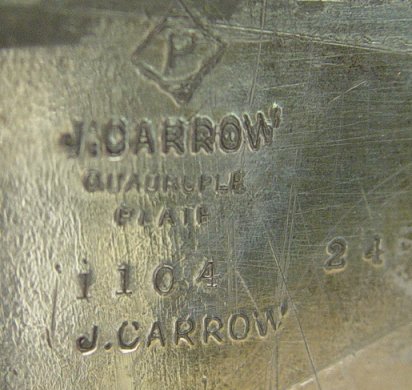 P
J.CARROW
QUADRUPLE
PLATE
1104 24
J.CARROW